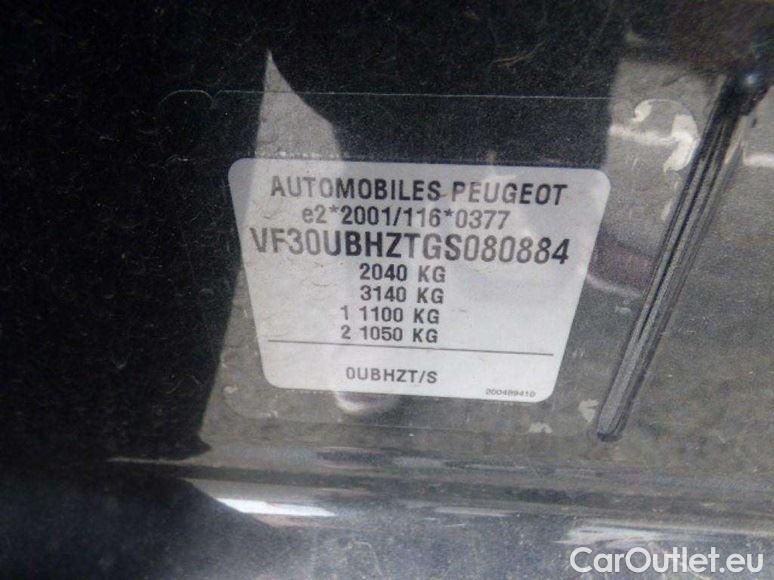 AUTOMOBILES PEUGEOT
e2*2001/116*0377
VF30UBHZTGS080884
2040 KG
3140 KG
1 1100 KG
2 1050 KG
0UBHZT/S
200489410
CarOutlet.eu